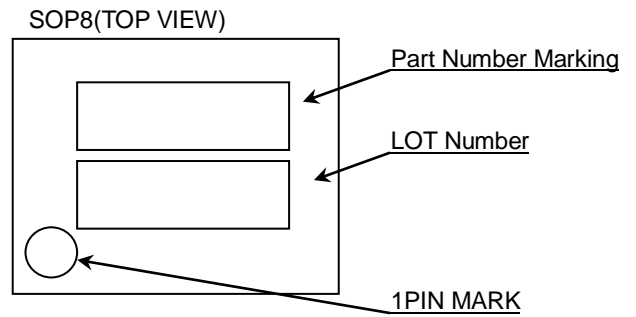 SOP8(TOP VIEW)
Part Number Marking
LOT Number
1PIN MARK